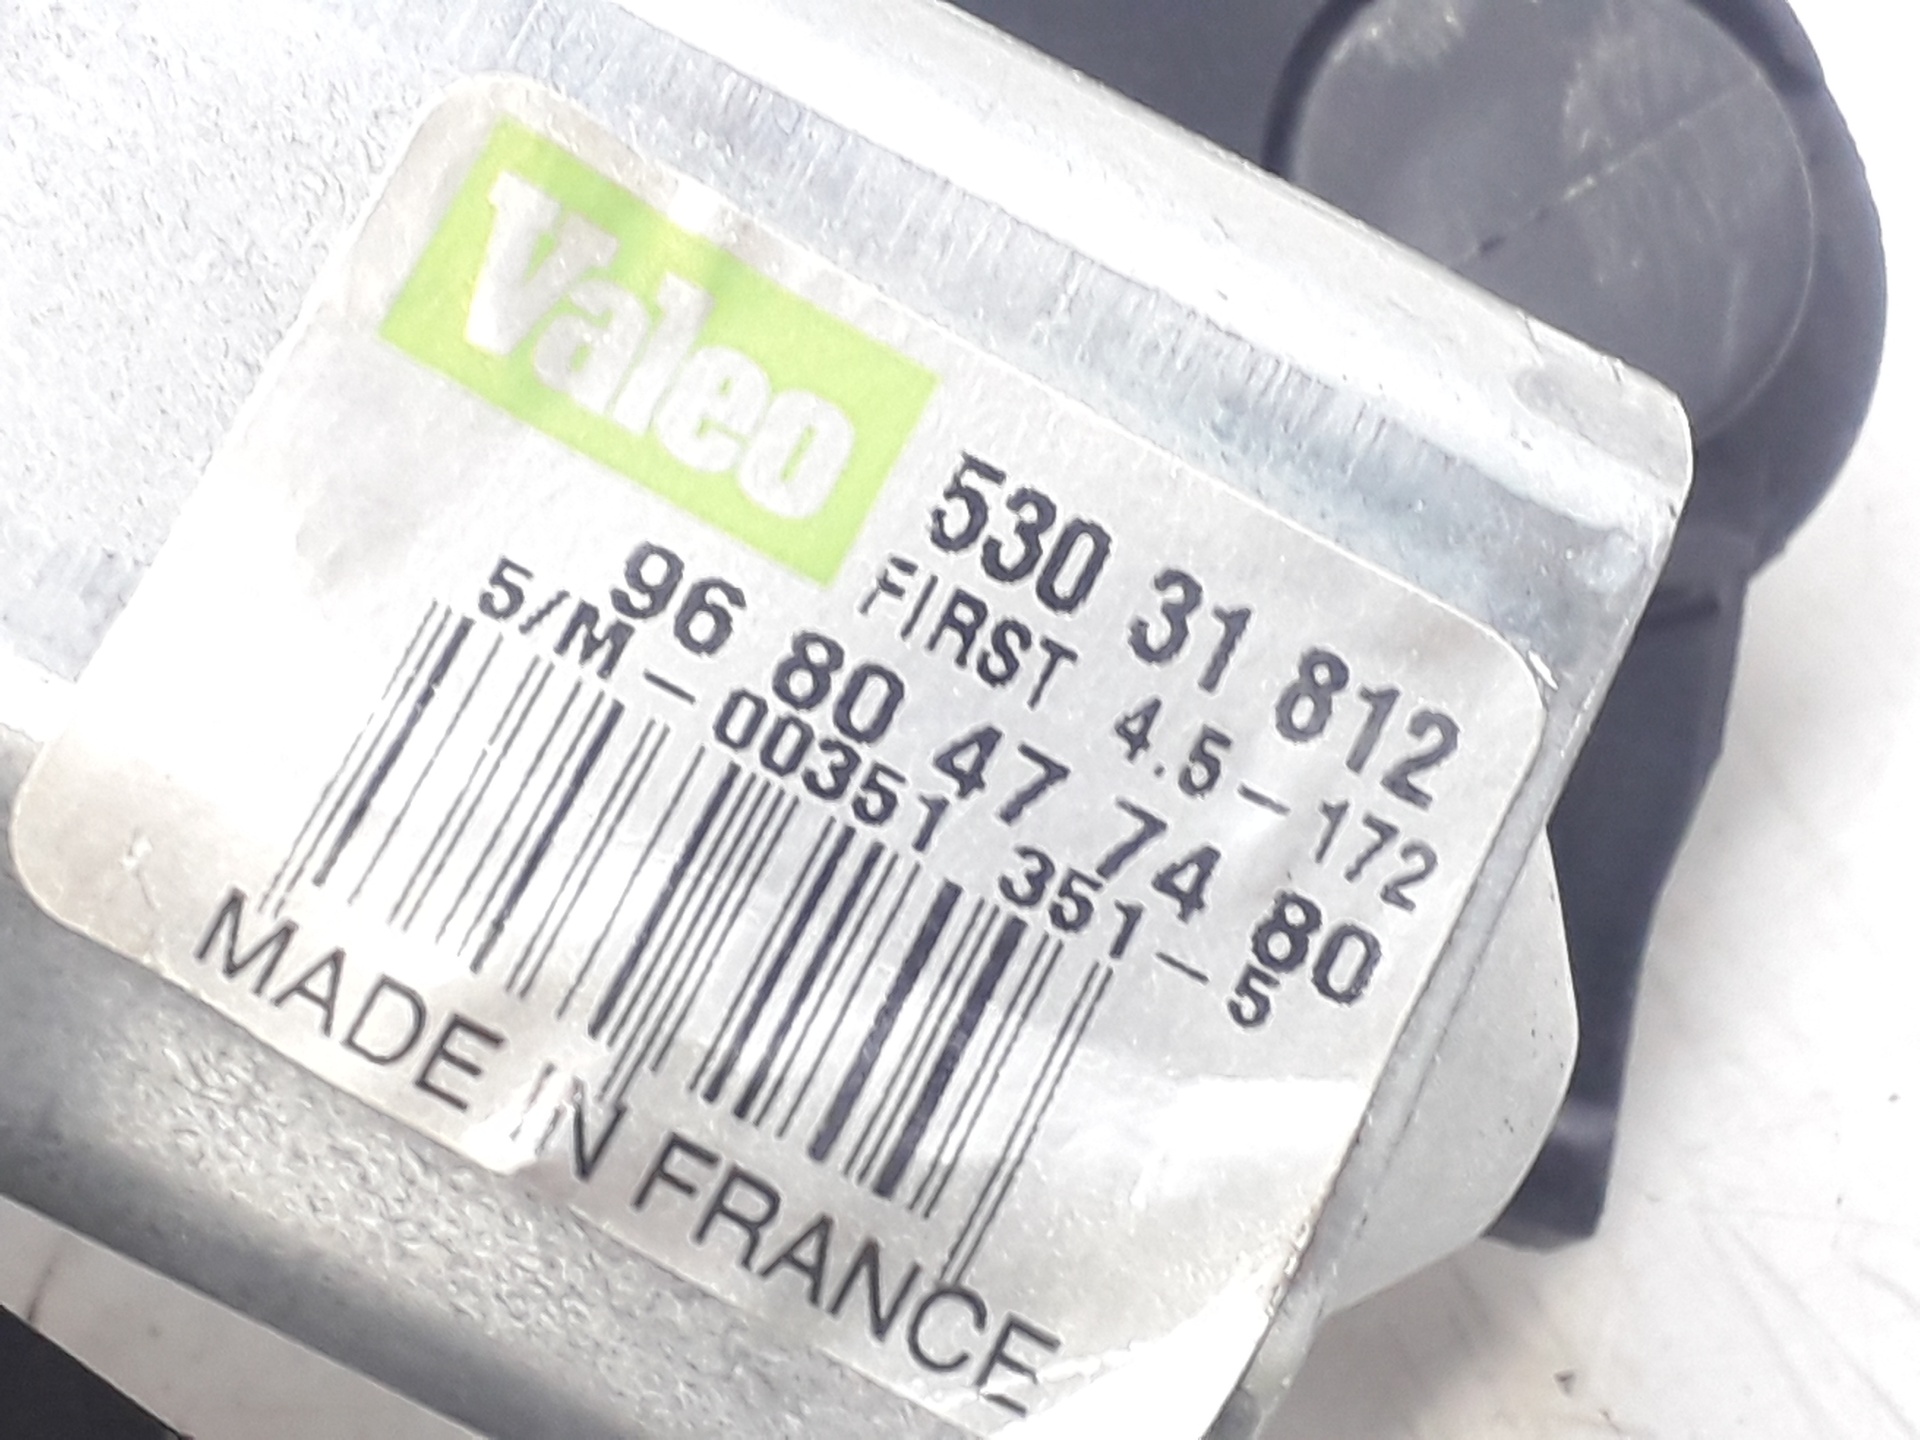 Valeo
530 31 812
FIRST 4.5-172
96 80 47 74 80
5/M-00351 351-5
MADE IN FRANCE